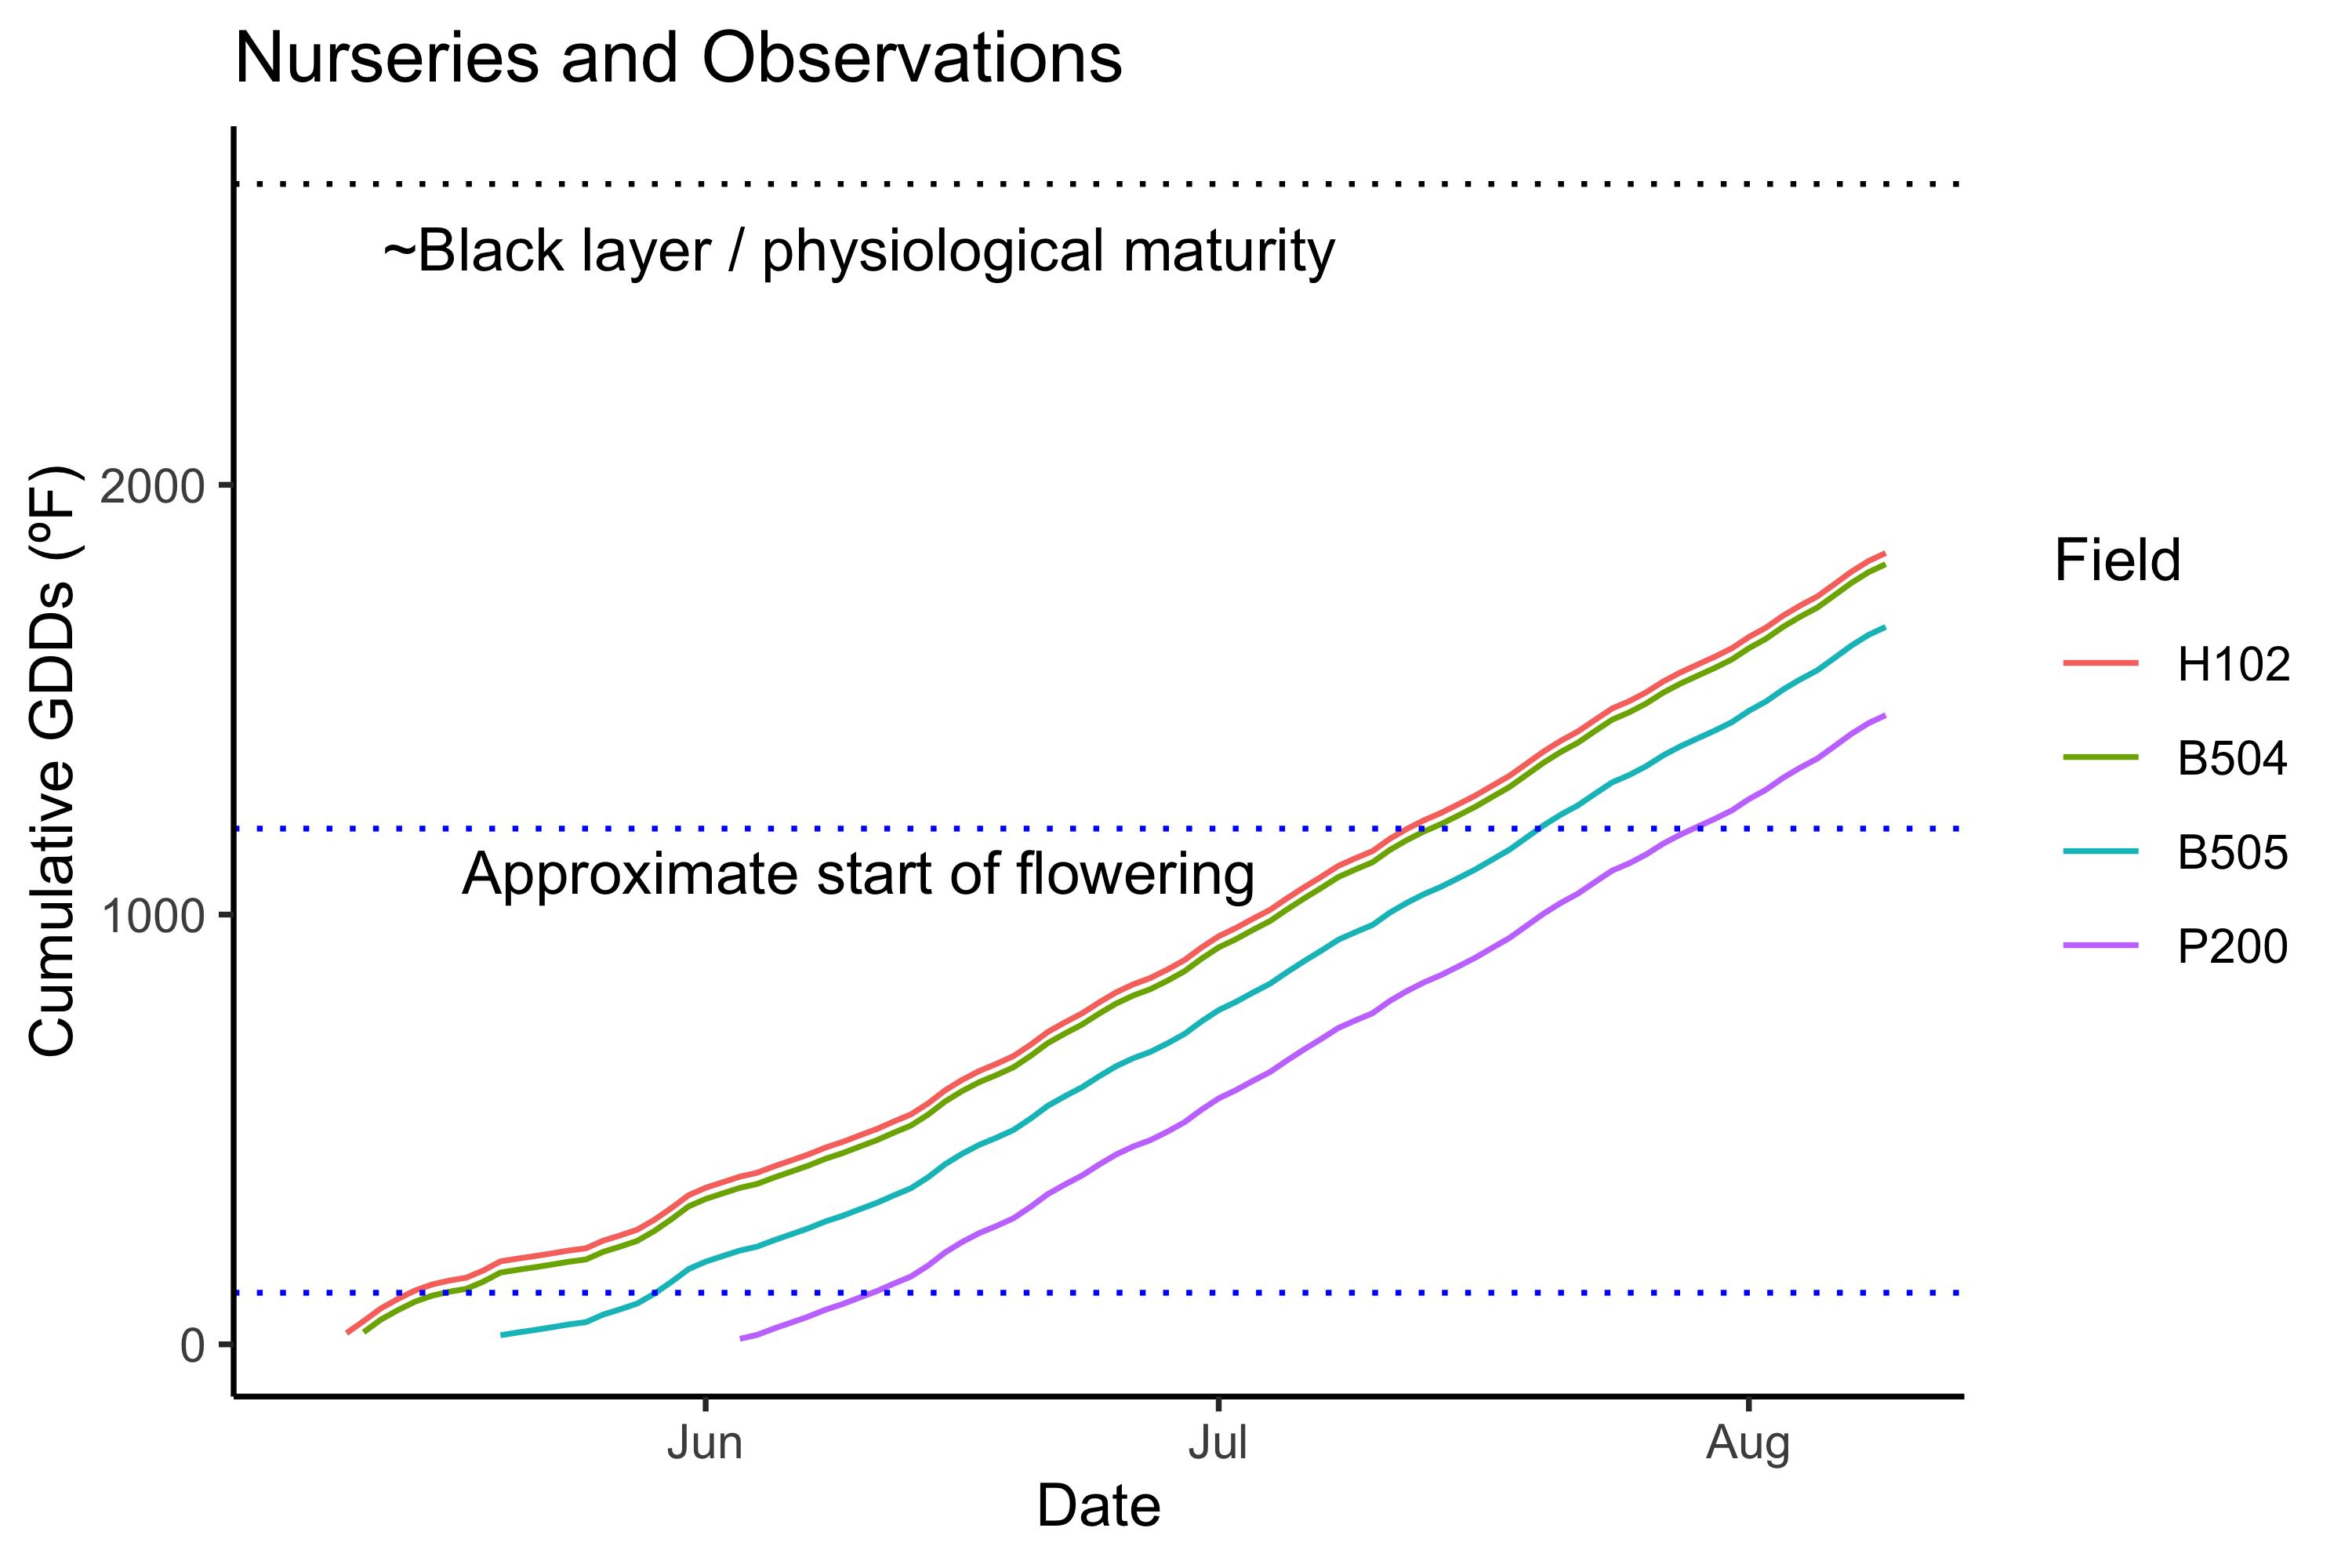 Nurseries and Observations
~Black layer / physiological maturity
Approximate start of flowering
Cumulative GDDs (ºF)
2000
1000
0
Jun
Jul
Aug
Date
Field
H102
B504
B505
P200